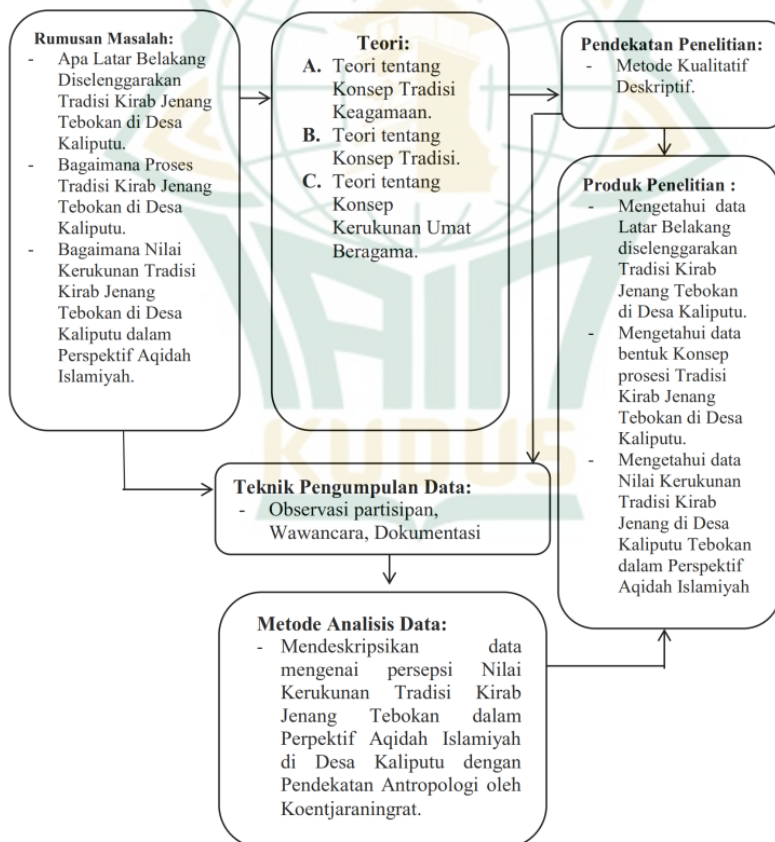 Rumusan Masalah:
- Apa Latar Belakang
Diselenggarakan
Tradisi Kirab Jenang
Tebokan di Desa
Kaliputu.
- Bagaimana Proses
Tradisi Kirab Jenang
Tebokan di Desa
Kaliputu.
- Bagaimana Nilai
Kerukunan Tradisi
Kirab Jenang
Tebokan di Desa
Kaliputu dalam
Perspektif Aqidah
Islamiyah.
Teori:
A. Teori tentang
Konsep Tradisi
Keagamaan.
B. Teori tentang
Konsep Tradisi.
C. Teori tentang
Konsep
Kerukunan Umat
Beragama.
Pendekatan Penelitian:
- Metode Kualitatif
Deskriptif.
Produk Penelitian :
- Mengetahui data
Latar Belakang
diselenggarakan
Tradisi Kirab
Jenang Tebokan
di Desa Kaliputu.
- Mengetahui data
bentuk Konsep
prosesi Tradisi
Kirab Jenang
Tebokan di Desa
Kaliputu.
- Mengetahui data
Nilai Kerukunan
Tradisi Kirab
Jenang di Desa
Kaliputu Tebokan
dalam Perspektif
Aqidah Islamiyah
Teknik Pengumpulan Data:
- Observasi partisipan,
Wawancara, Dokumentasi
Metode Analisis Data:
- Mendeskripsikan data
mengenai persepsi Nilai
Kerukunan Tradisi Kirab
Jenang Tebokan dalam
Perpektif Aqidah Islamiyah
di Desa Kaliputu dengan
Pendekatan Antropologi oleh
Koentjaraningrat.
IAIN
KUDUS